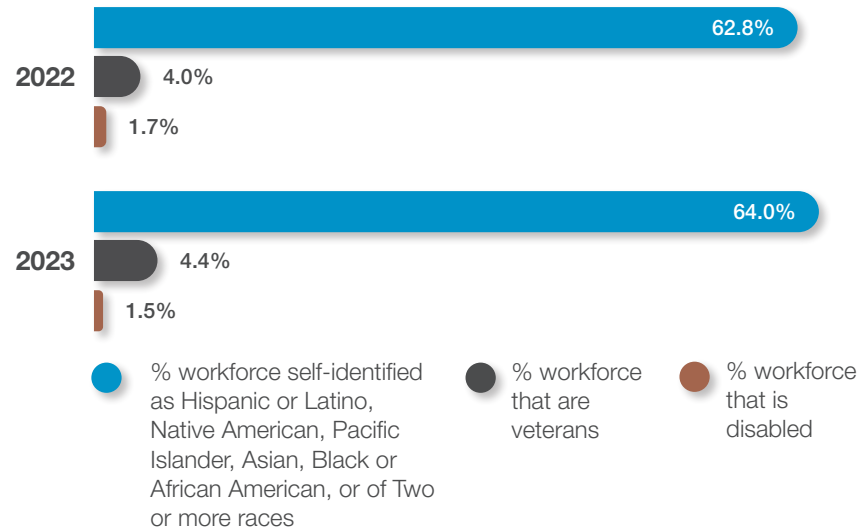 62.8%
2022
4.0%
1.7%
64.0%
2023
4.4%
1.5%
% workforce self-identified
as Hispanic or Latino,
Native American, Pacific
Islander, Asian, Black or
African American, or of Two
or more races
% workforce
that are
veterans
% workforce
that is
disabled